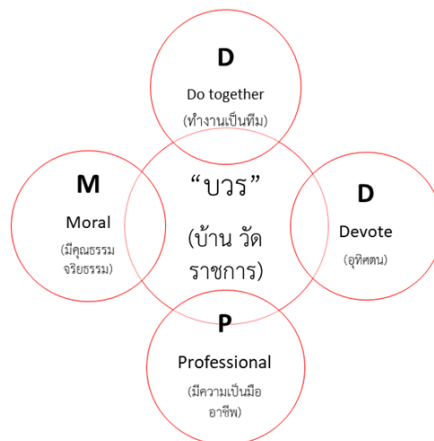 D
Do together
(ทำงานเป็นทีม)
M
Moral
(มีคุณธรรม
จริยธรรม)
“บวร”
(บ้าน วัด
ราชการ)
D
Devote
(อุทิศตน)
P
Professional
(มีความเป็นมือ
อาชีพ)